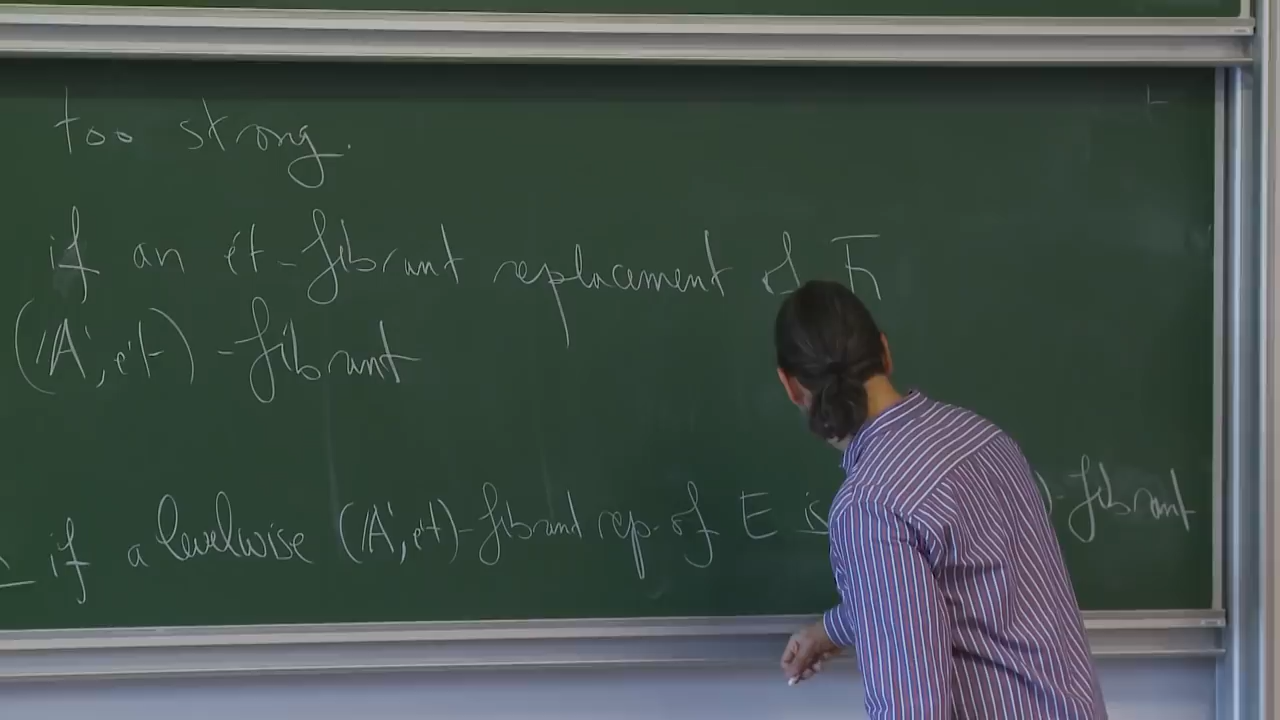 too strong.
if an ét-fibrant replacement of
(𝔸¹, ét)-fibrant
if a levelwise (𝔸¹, ét)-fibrant rep. of E is )-fibrant